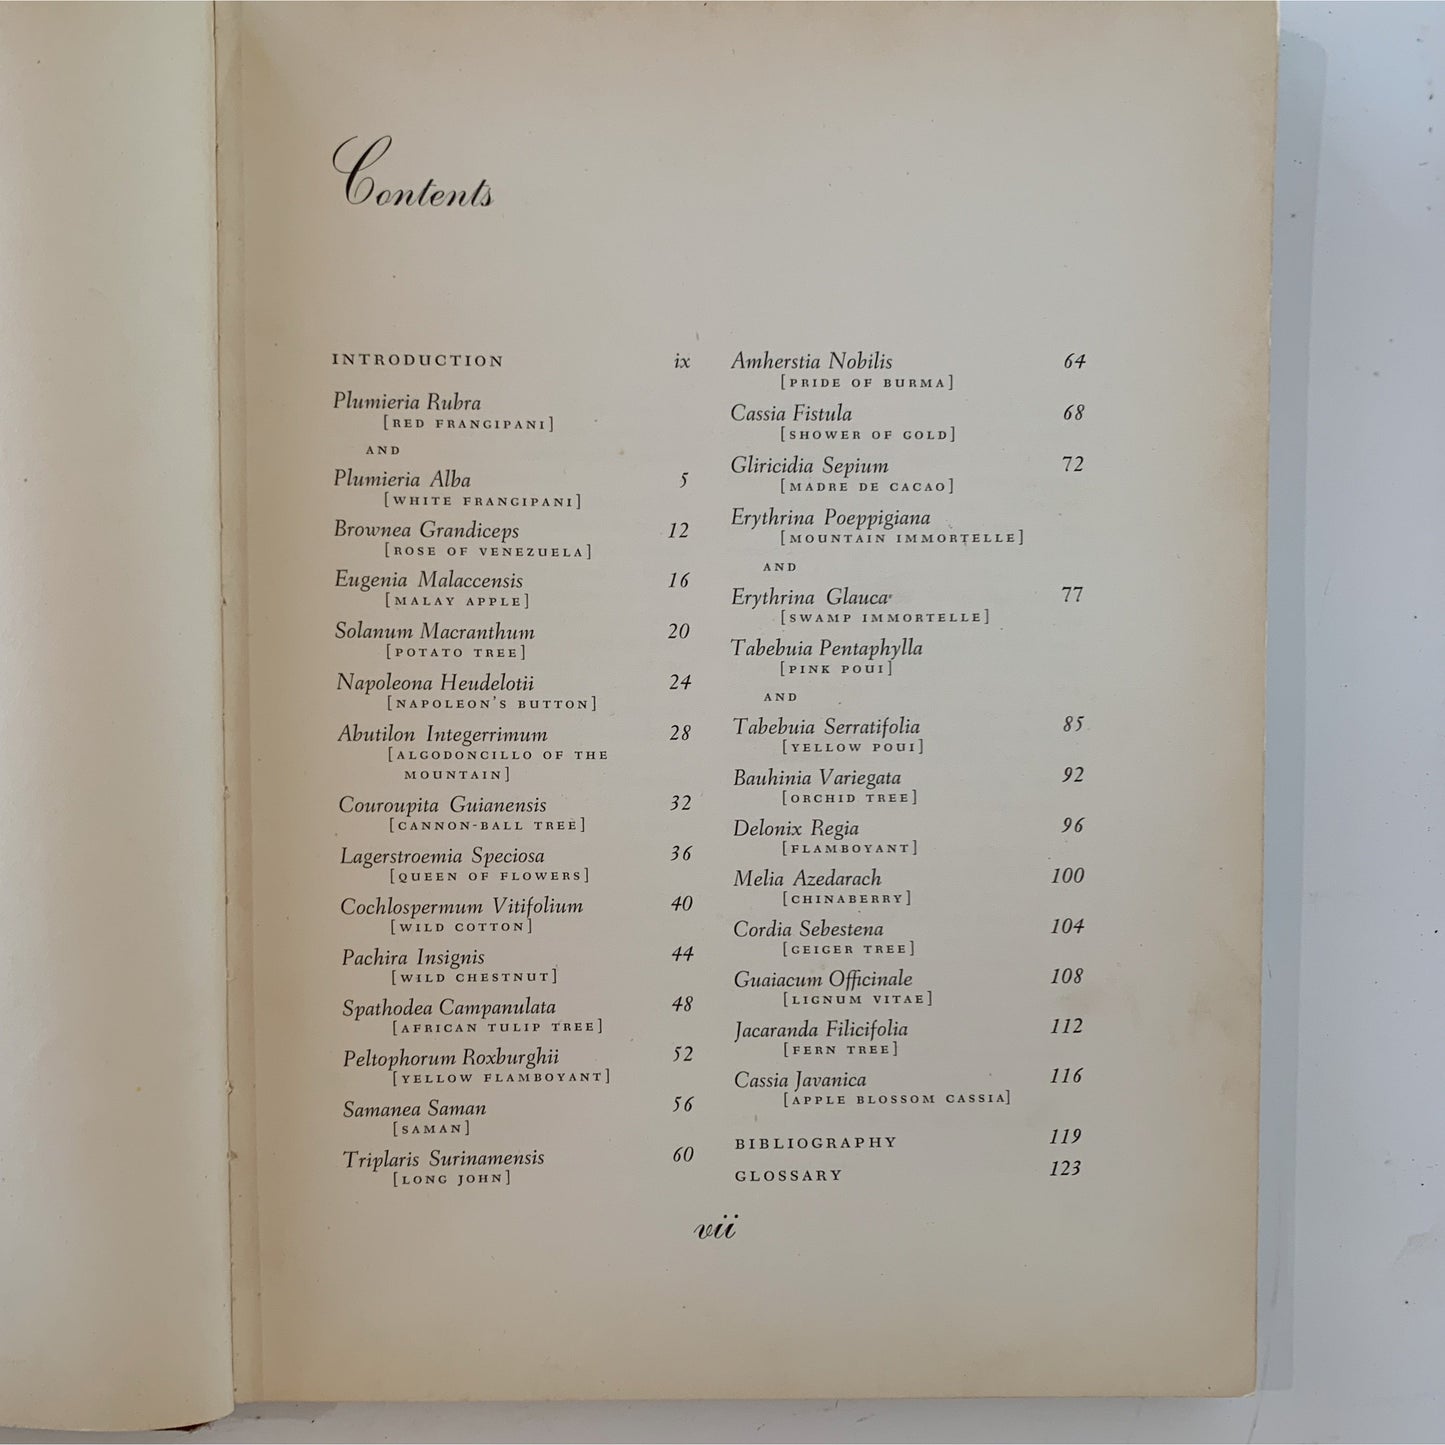 Contents
INTRODUCTION ix
Plumieria Rubra
[RED FRANGIPANI]
AND
Plumieria Alba 5
[WHITE FRANGIPANI]
Brownea Grandiceps 12
[ROSE OF VENEZUELA]
Eugenia Malaccensis 16
[MALAY APPLE]
Solanum Macranthum 20
[POTATO TREE]
Napoleona Heudelotii 24
[NAPOLEON'S BUTTON]
Abutilon Integerrimum 28
[ALGODONCILLO OF THE
MOUNTAIN]
Couroupita Guianensis 32
[CANNON-BALL TREE]
Lagerstroemia Speciosa 36
[QUEEN OF FLOWERS]
Cochlospermum Vitifolium 40
[WILD COTTON]
Pachira Insignis 44
[WILD CHESTNUT]
Spathodea Campanulata 48
[AFRICAN TULIP TREE]
Peltophorum Roxburghii 52
[YELLOW FLAMBOYANT]
Samanea Saman 56
[SAMAN]
Triplaris Surinamensis 60
[LONG JOHN]
Amherstia Nobilis 64
[PRIDE OF BURMA]
Cassia Fistula 68
[SHOWER OF GOLD]
Gliricidia Sepium 72
[MADRE DE CACAO]
Erythrina Poeppigiana
[MOUNTAIN IMMORTELLE]
AND
Erythrina Glauca 77
[SWAMP IMMORTELLE]
Tabebuia Pentaphylla
[PINK POUI]
AND
Tabebuia Serratifolia 85
[YELLOW POUI]
Bauhinia Variegata 92
[ORCHID TREE]
Delonix Regia 96
[FLAMBOYANT]
Melia Azedarach 100
[CHINABERRY]
Cordia Sebestena 104
[GEIGER TREE]
Guaiacum Officinale 108
[LIGNUM VITAE]
Jacaranda Filicifolia 112
[FERN TREE]
Cassia Javanica 116
[APPLE BLOSSOM CASSIA]
BIBLIOGRAPHY 119
GLOSSARY 123
vii